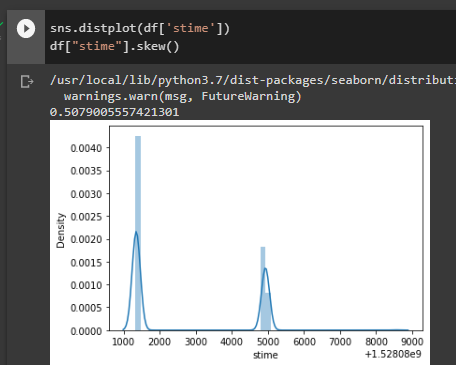 sns.distplot(df['stime'])
df["stime"].skew()
/usr/local/lib/python3.7/dist-packages/seaborn/distributi
warnings.warn(msg, FutureWarning)
0.5079005557421301
0.0040
0.0035
0.0030
0.0025
0.0020
0.0015
0.0010
0.0005
0.0000
Density
1000 2000 3000 4000 5000 6000 7000 8000 9000
stime
+1.52808e9